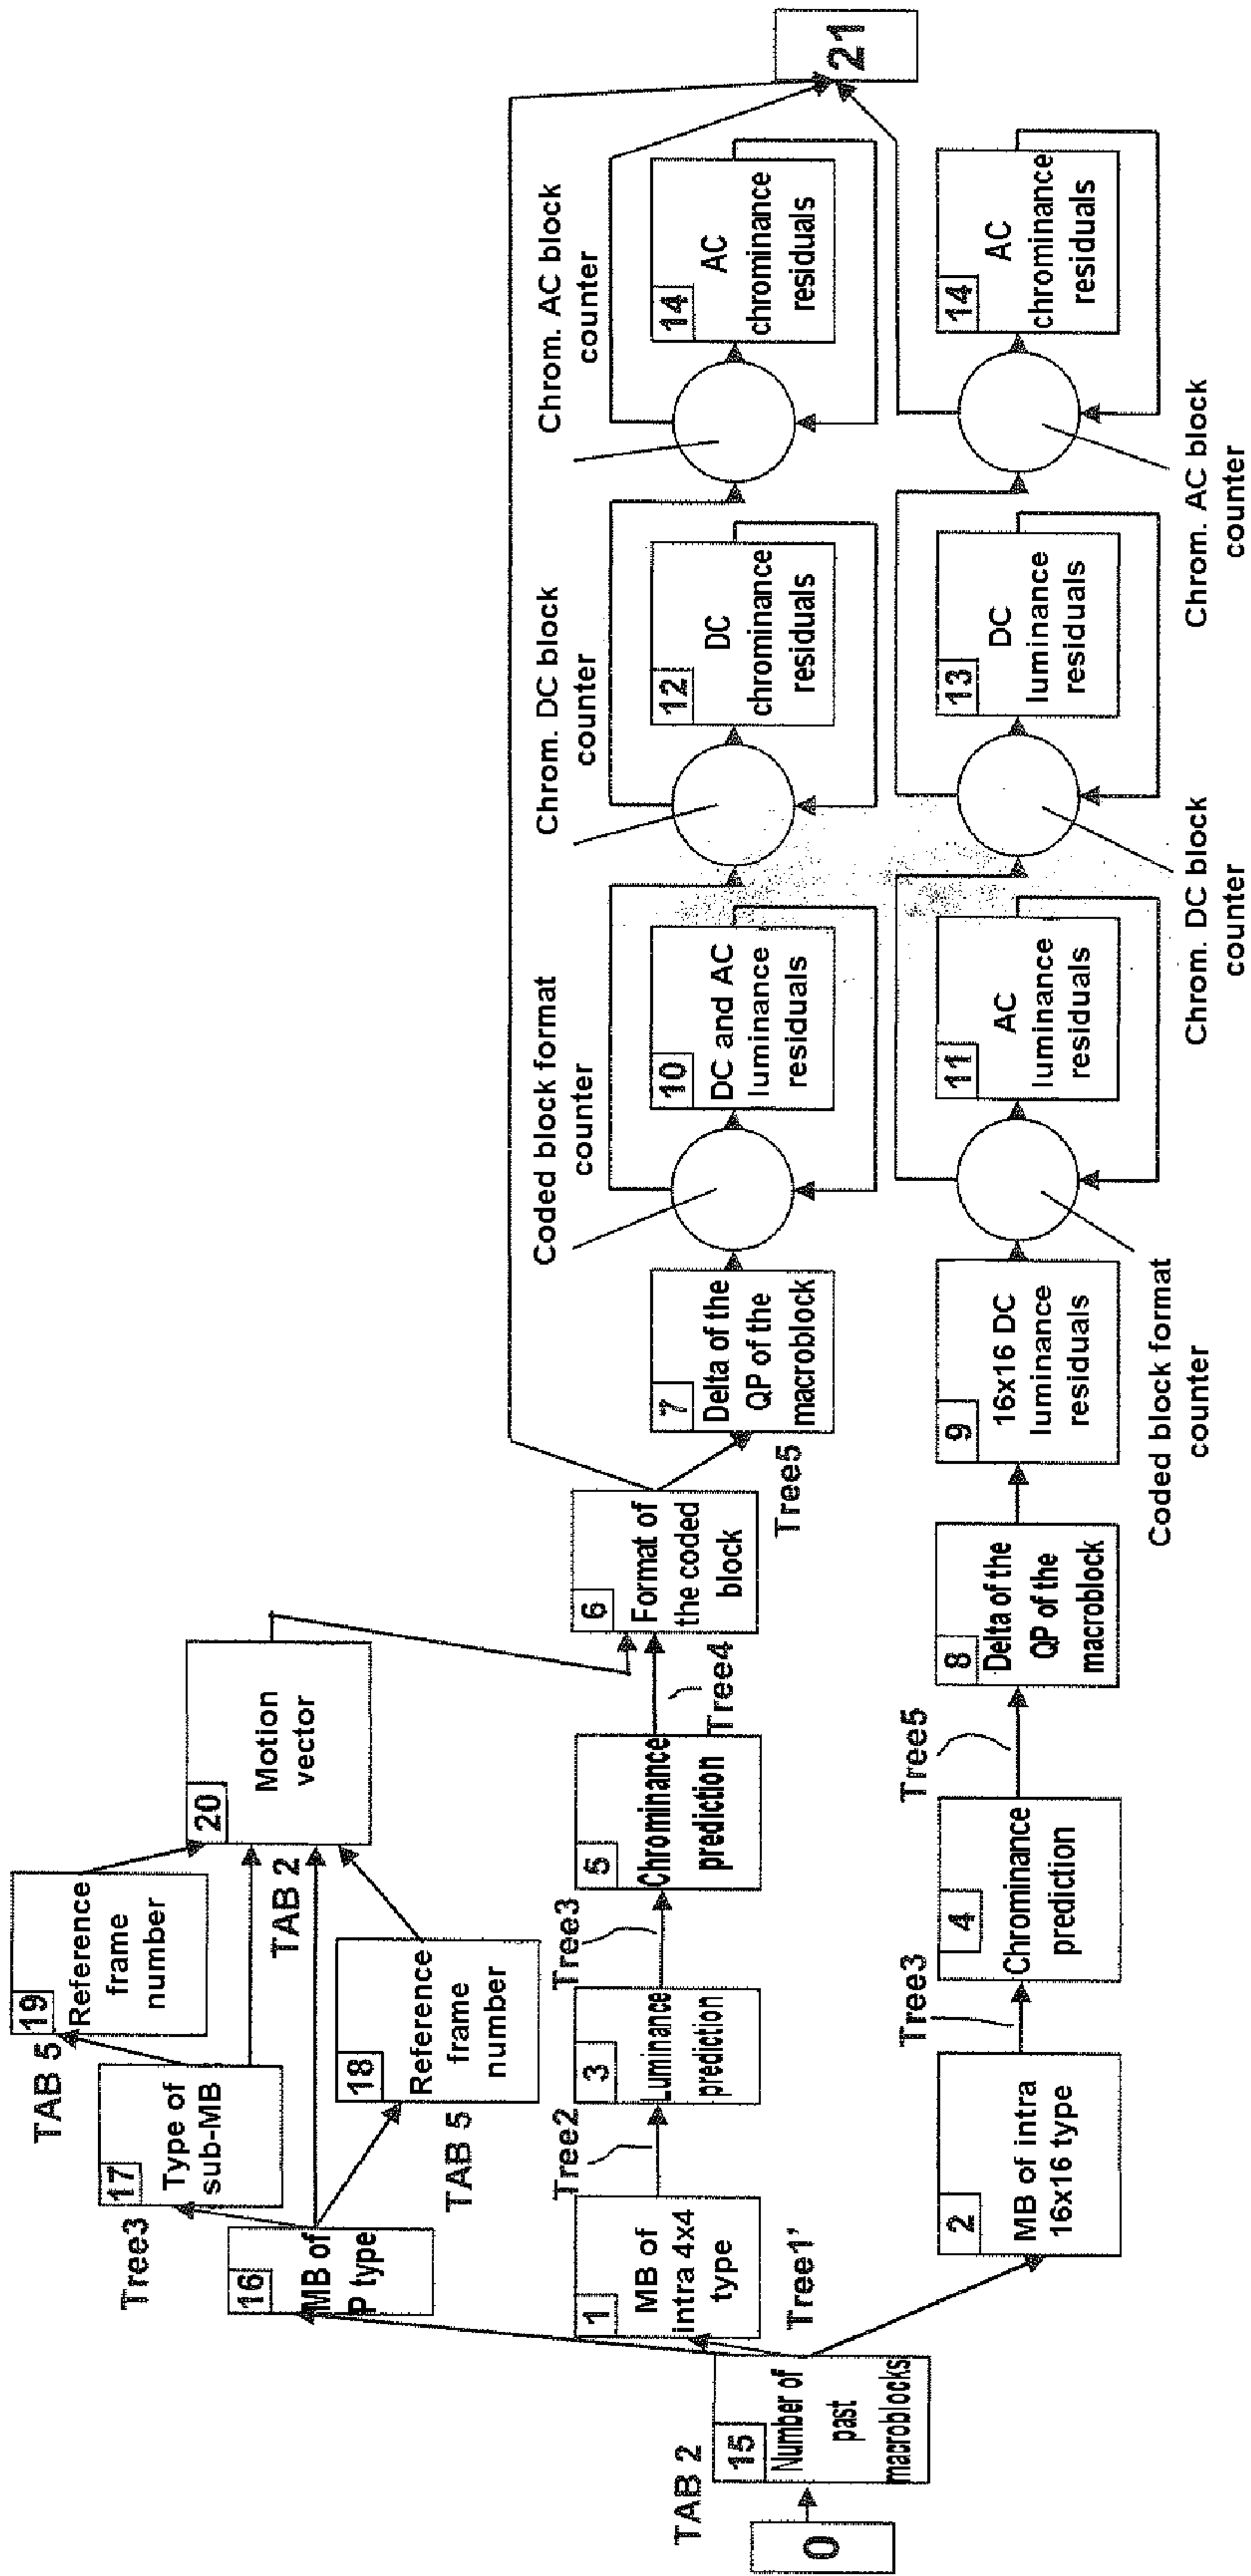 0
TAB 2
15
Number of
past
macroblocks
Tree1'
16
MB of
P type
Tree3
17
Type of
sub-MB
TAB 5
19
Reference
frame
number
TAB 5
18
Reference
frame
number
TAB 2
20
Motion
vector
1
MB of
intra 4x4
type
Tree2
3
Luminance
prediction
Tree3
5
Chrominance
prediction
Tree4
6
Format of
the coded
block
Tree5
7
Delta of the
QP of the
macroblock
Coded block format
counter
10
DC and AC
luminance
residuals
Chrom. DC block
counter
12
DC
chrominance
residuals
Chrom. AC block
counter
14
AC
chrominance
residuals
21
2
MB of intra
16x16 type
Tree3
4
Chrominance
prediction
Tree5
8
Delta of the
QP of the
macroblock
9
16x16 DC
luminance
residuals
Coded block format
counter
11
AC
luminance
residuals
Chrom. DC block
counter
13
DC
luminance
residuals
Chrom. AC block
counter
14
AC
chrominance
residuals